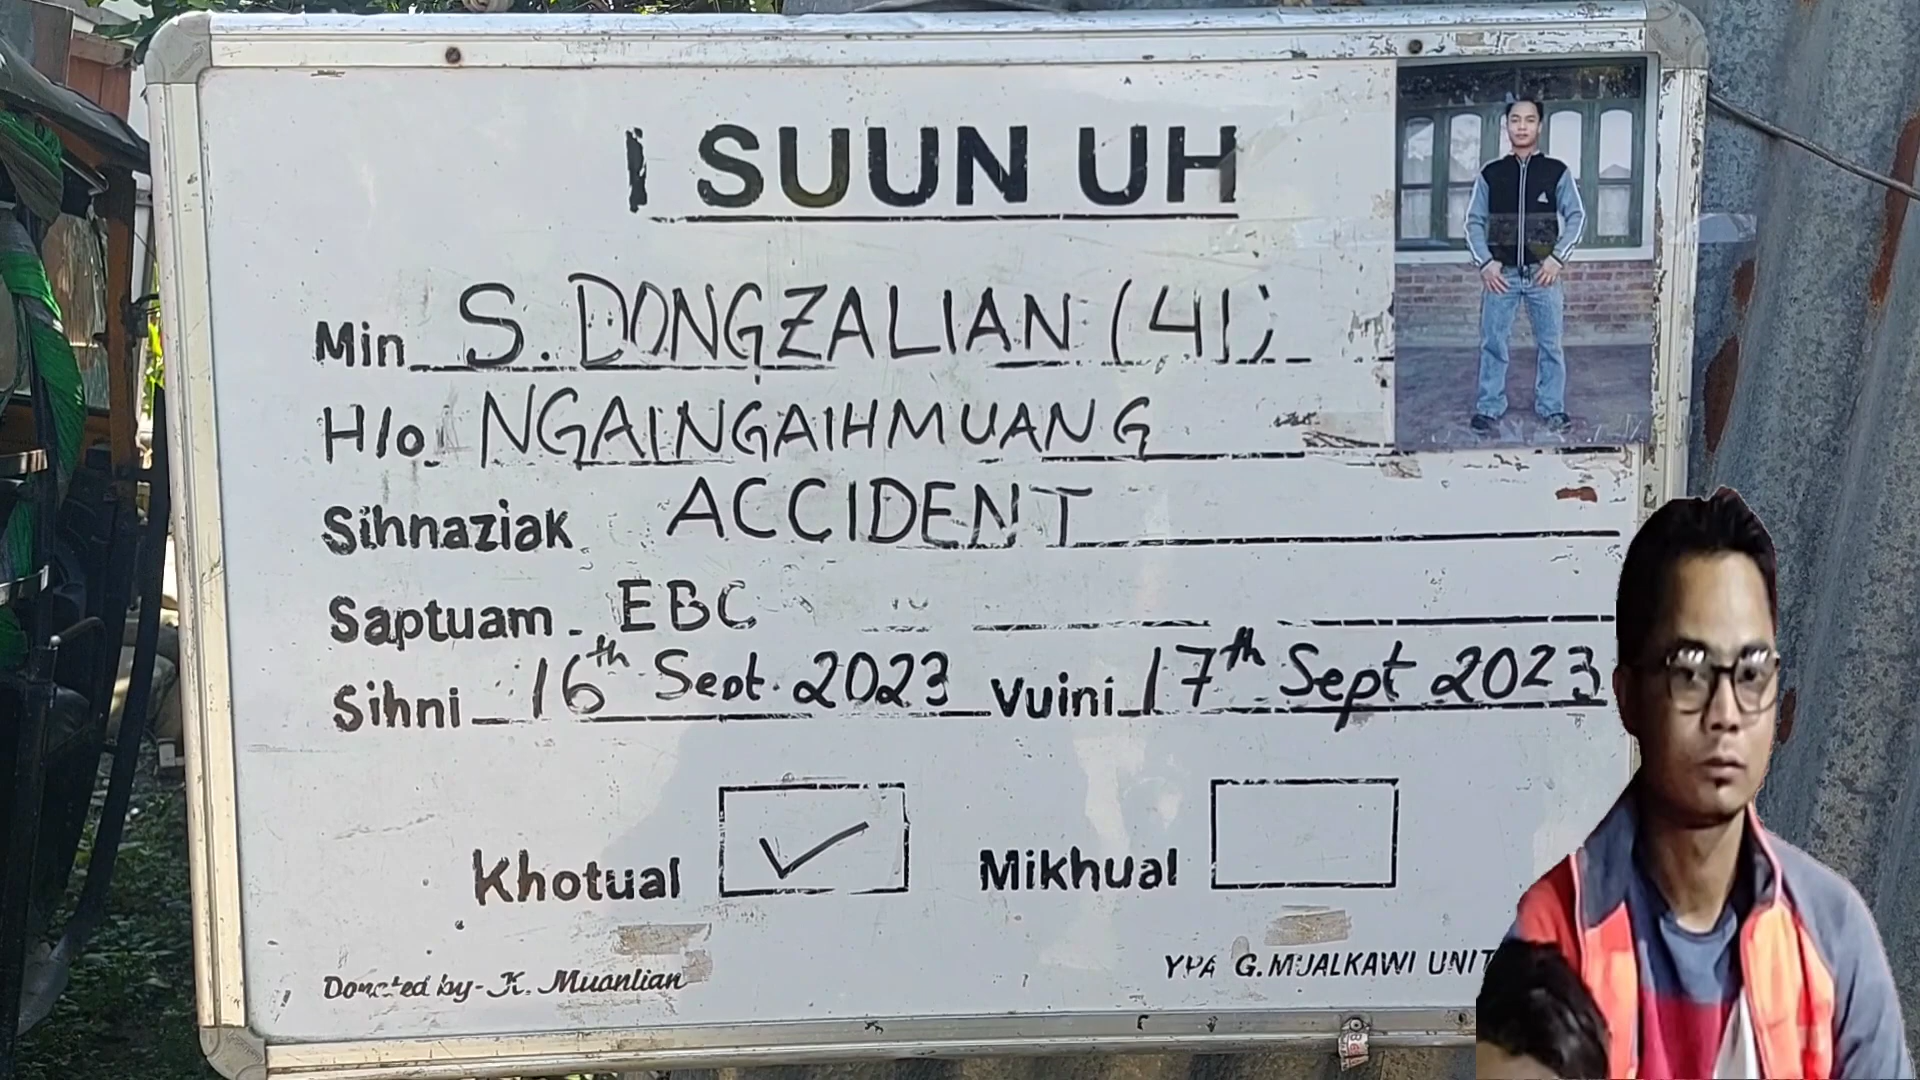 I SUUN UH
Min S. DONGZALIAN (41)
H/o NGAINGAIHMUANG
Sihnaziak ACCIDENT
Saptuam EBC
Sihni 16th Sept. 2023 Vuini 17th Sept 2023
Khotual ✓ Mikhual
Donated by- K. Muanlian
YPA G. MUALKAWI UNIT